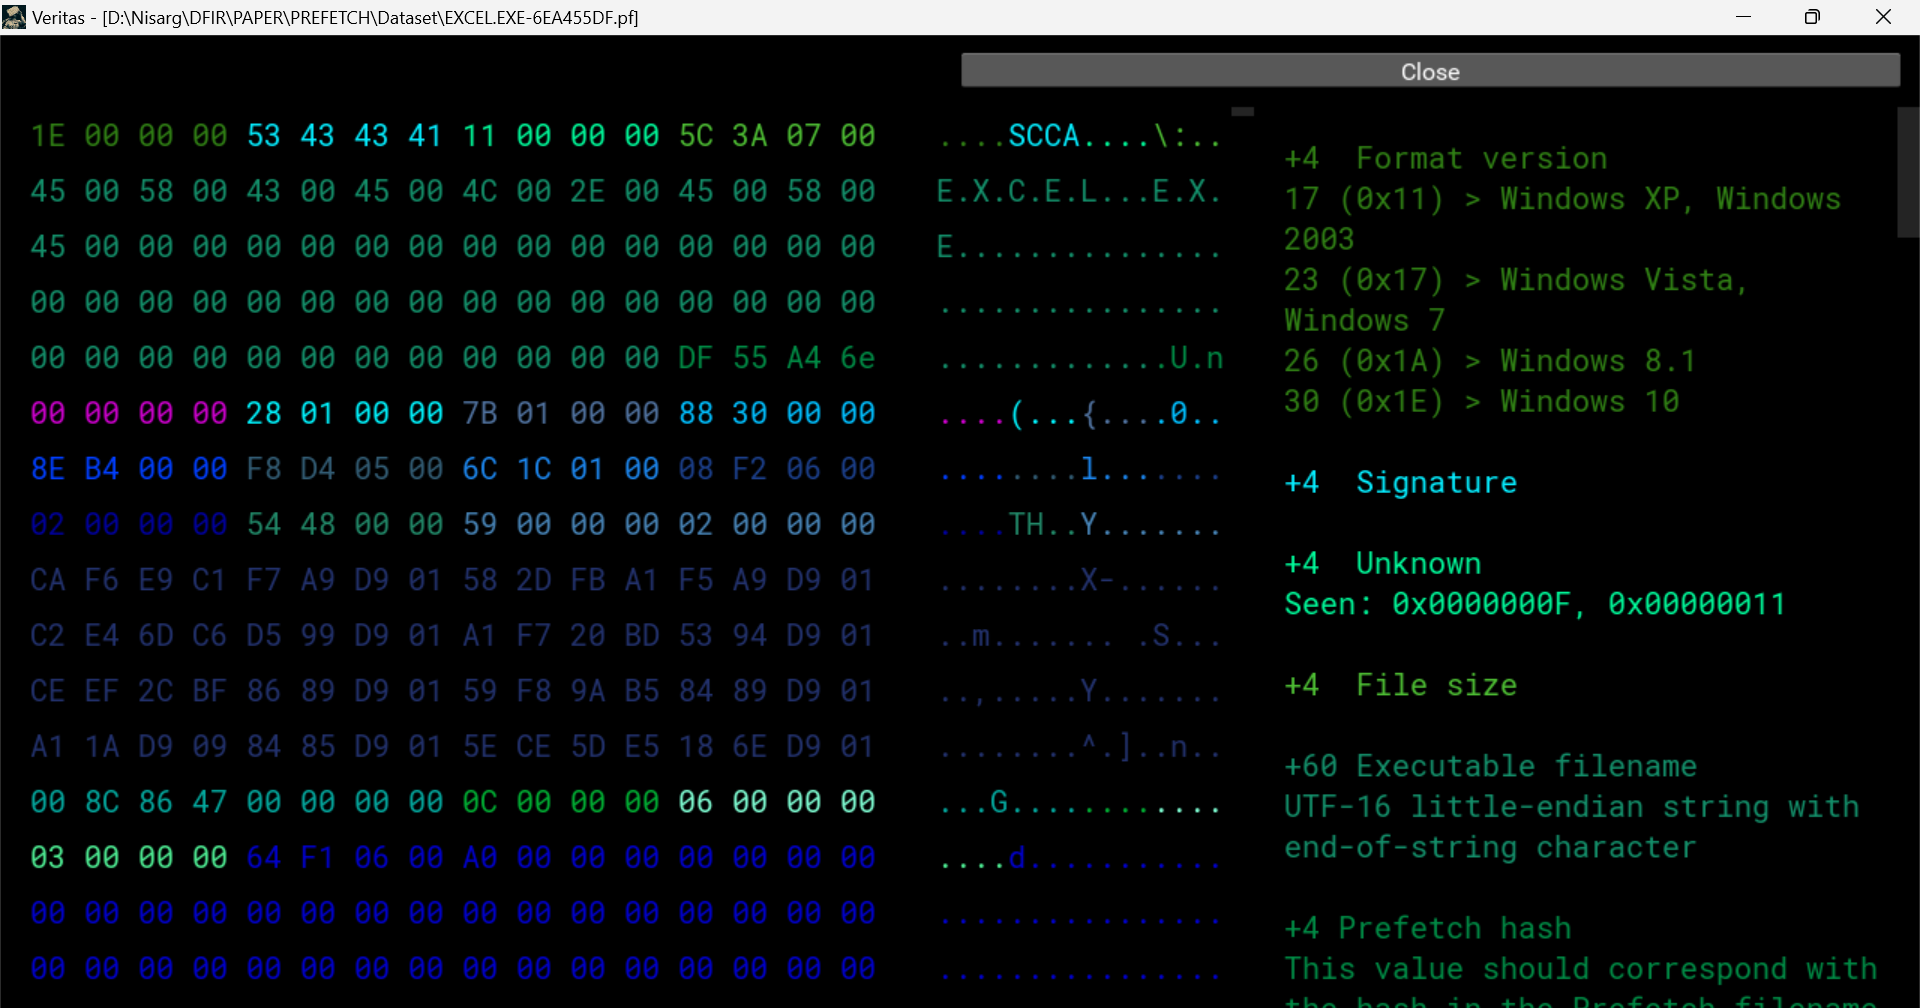 Veritas - [D:\Nisarg\DFIR\PAPER\PREFETCH\Dataset\EXCEL.EXE-6EA455DF.pf]
Close
1E 00 00 00 53 43 43 41 11 00 00 00 5C 3A 07 00 ....SCCA....\:..
45 00 58 00 43 00 45 00 4C 00 2E 00 45 00 58 00 E.X.C.E.L...E.X.
45 00 00 00 00 00 00 00 00 00 00 00 00 00 00 00 E...............
00 00 00 00 00 00 00 00 00 00 00 00 00 00 00 00 ................
00 00 00 00 00 00 00 00 00 00 00 00 DF 55 A4 6e .............U.n
00 00 00 00 28 01 00 00 7B 01 00 00 88 30 00 00 ....(...{....0..
8E B4 00 00 F8 D4 05 00 6C 1C 01 00 08 F2 06 00 ........l.......
02 00 00 00 54 48 00 00 59 00 00 00 02 00 00 00 ....TH..Y.......
CA F6 E9 C1 F7 A9 D9 01 58 2D FB A1 F5 A9 D9 01 ........X-......
C2 E4 6D C6 D5 99 D9 01 A1 F7 20 BD 53 94 D9 01 ..m....... .S...
CE EF 2C BF 86 89 D9 01 59 F8 9A B5 84 89 D9 01 ..,.....Y.......
A1 1A D9 09 84 85 D9 01 5E CE 5D E5 18 6E D9 01 ........^.]..n..
00 8C 86 47 00 00 00 00 0C 00 00 00 06 00 00 00 ...G............
03 00 00 00 64 F1 06 00 A0 00 00 00 00 00 00 00 ....d...........
00 00 00 00 00 00 00 00 00 00 00 00 00 00 00 00 ................
00 00 00 00 00 00 00 00 00 00 00 00 00 00 00 00 ................
+4 Format version
17 (0x11) > Windows XP, Windows
2003
23 (0x17) > Windows Vista,
Windows 7
26 (0x1A) > Windows 8.1
30 (0x1E) > Windows 10
+4 Signature
+4 Unknown
Seen: 0x0000000F, 0x00000011
+4 File size
+60 Executable filename
UTF-16 little-endian string with
end-of-string character
+4 Prefetch hash
This value should correspond with
the hash in the Prefetch filename